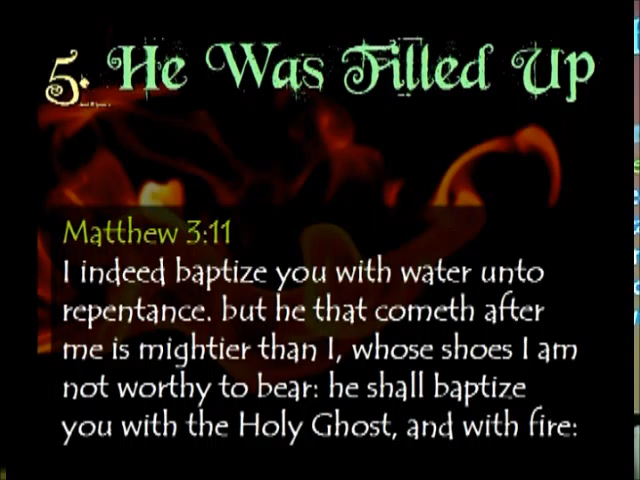 5. He Was Filled Up
Matthew 3:11
I indeed baptize you with water unto
repentance. but he that cometh after
me is mightier than I, whose shoes I am
not worthy to bear: he shall baptize
you with the Holy Ghost, and with fire: